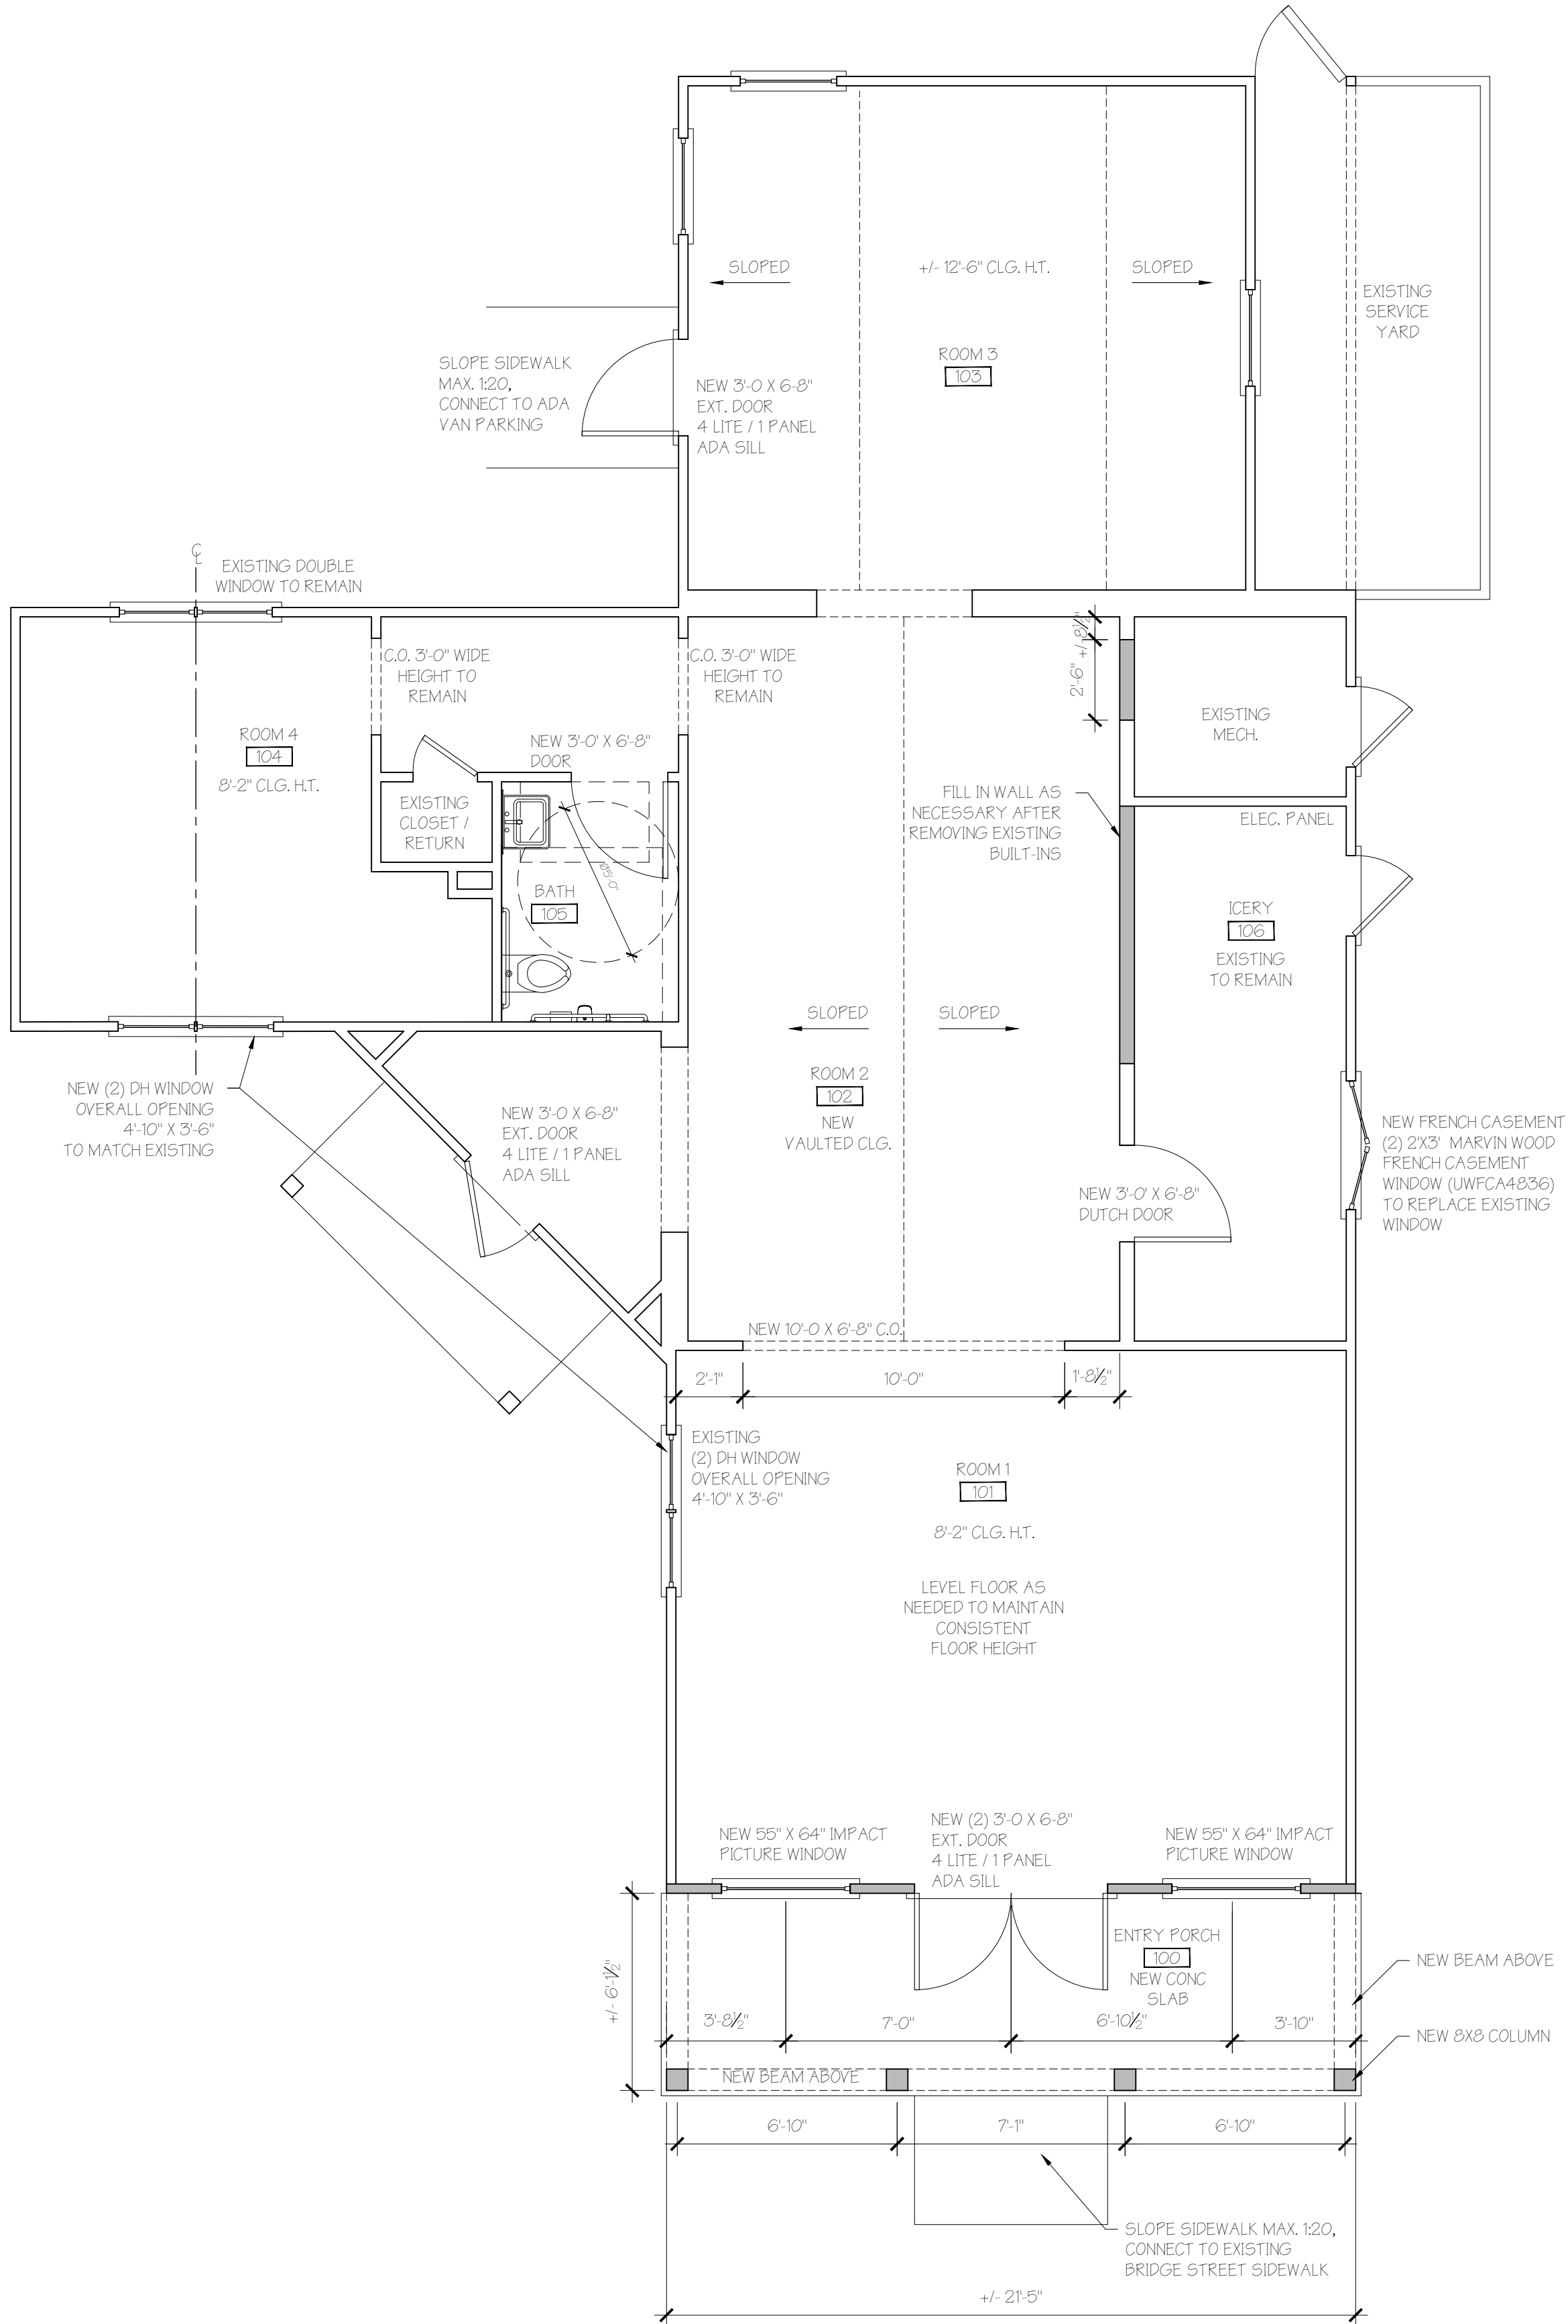 SLOPED
+/- 12'-6" CLG. H.T.
SLOPED
EXISTING
SERVICE
YARD
ROOM 3
103
SLOPE SIDEWALK
MAX. 1:20,
CONNECT TO ADA
VAN PARKING
NEW 3'-0 X 6-8"
EXT. DOOR
4 LITE / 1 PANEL
ADA SILL
CL
EXISTING DOUBLE
WINDOW TO REMAIN
C.O. 3'-0" WIDE
HEIGHT TO
REMAIN
C.O. 3'-0" WIDE
HEIGHT TO
REMAIN
+/- 8½"
2'-6"
EXISTING
MECH.
ROOM 4
104
8'-2" CLG. H.T.
NEW 3'-0' X 6'-8"
DOOR
EXISTING
CLOSET /
RETURN
FILL IN WALL AS
NECESSARY AFTER
REMOVING EXISTING
BUILT-INS
ELEC. PANEL
Ø5'-0"
BATH
105
ICERY
106
EXISTING
TO REMAIN
SLOPED
SLOPED
ROOM 2
102
NEW
VAULTED CLG.
NEW (2) DH WINDOW
OVERALL OPENING
4'-10" X 3'-6"
TO MATCH EXISTING
NEW 3'-0 X 6-8"
EXT. DOOR
4 LITE / 1 PANEL
ADA SILL
NEW 3'-0' X 6'-8"
DUTCH DOOR
NEW FRENCH CASEMENT
(2) 2'X3' MARVIN WOOD
FRENCH CASEMENT
WINDOW (UWFCA4836)
TO REPLACE EXISTING
WINDOW
NEW 10'-0 X 6'-8" C.O.
2'-1"
10'-0"
1'-8½"
EXISTING
(2) DH WINDOW
OVERALL OPENING
4'-10" X 3'-6"
ROOM 1
101
8'-2" CLG. H.T.
LEVEL FLOOR AS
NEEDED TO MAINTAIN
CONSISTENT
FLOOR HEIGHT
NEW 55" X 64" IMPACT
PICTURE WINDOW
NEW (2) 3'-0 X 6-8"
EXT. DOOR
4 LITE / 1 PANEL
ADA SILL
NEW 55" X 64" IMPACT
PICTURE WINDOW
+/- 6'-1½"
ENTRY PORCH
100
NEW CONC
SLAB
NEW BEAM ABOVE
3'-8½"
7'-0"
6'-10½"
3'-10"
NEW 8X8 COLUMN
NEW BEAM ABOVE
6'-10"
7'-1"
6'-10"
SLOPE SIDEWALK MAX. 1:20,
CONNECT TO EXISTING
BRIDGE STREET SIDEWALK
+/- 21'-5"